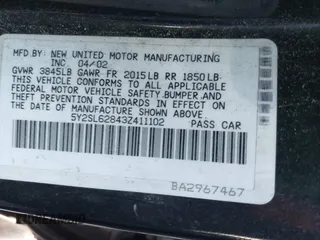 MFD. BY NEW UNITED MOTOR MANUFACTURING
INC. 04/02
GVWR 3845LB GAWR FR 2015LB RR 1850LB
THIS VEHICLE CONFORMS TO ALL APPLICABLE
FEDERAL MOTOR VEHICLE SAFETY,BUMPER,AND
THEFT PREVENTION STANDARDS IN EFFECT ON
THE DATE OF MANUFACTURE SHOWN ABOVE.
5Y2SL62843Z411102 PASS CAR
BA2967467